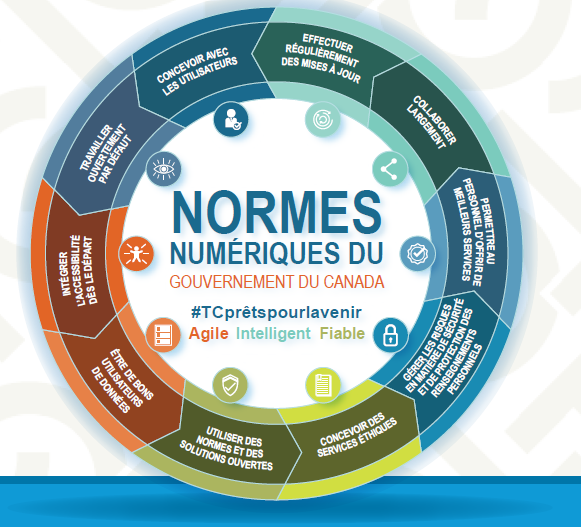 CONCEVOIR AVEC
LES UTILISATEURS
EFFECTUER
RÉGULIÈREMENT
DES MISES À JOUR
COLLABORER
LARGEMENT
PERMETTRE AU
PERSONNEL D'OFFRIR DE
MEILLEURS SERVICES
GÉRER LES RISQUES
EN MATIÈRE DE SÉCURITÉ
ET DE PROTECTION DES
RENSEIGNEMENTS
PERSONNELS
CONCEVOIR DES
SERVICES ÉTHIQUES
UTILISER DES
NORMES ET DES
SOLUTIONS OUVERTES
ÊTRE DE BONS
UTILISATEURS
DE DONNÉES
INTÉGRER
L'ACCESSIBILITÉ
DÈS LE DÉPART
TRAVAILLER
OUVERTEMENT
PAR DÉFAUT
NORMES
NUMÉRIQUES DU
GOUVERNEMENT DU CANADA
#TCprêtspourlavenir
Agile Intelligent Fiable